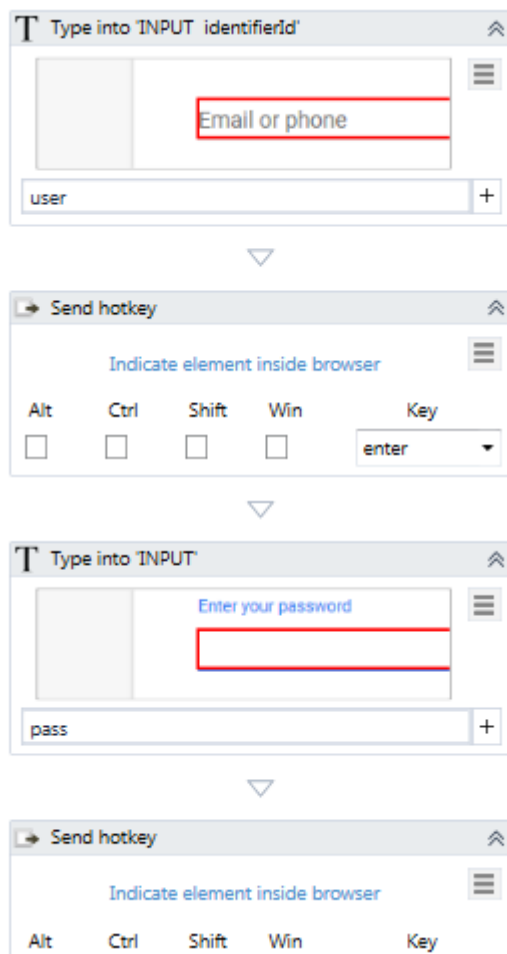 T Type into 'INPUT identifierId'
Email or phone
user +
Send hotkey
Indicate element inside browser
Alt Ctrl Shift Win Key
enter
T Type into 'INPUT'
Enter your password
pass +
Send hotkey
Indicate element inside browser
Alt Ctrl Shift Win Key